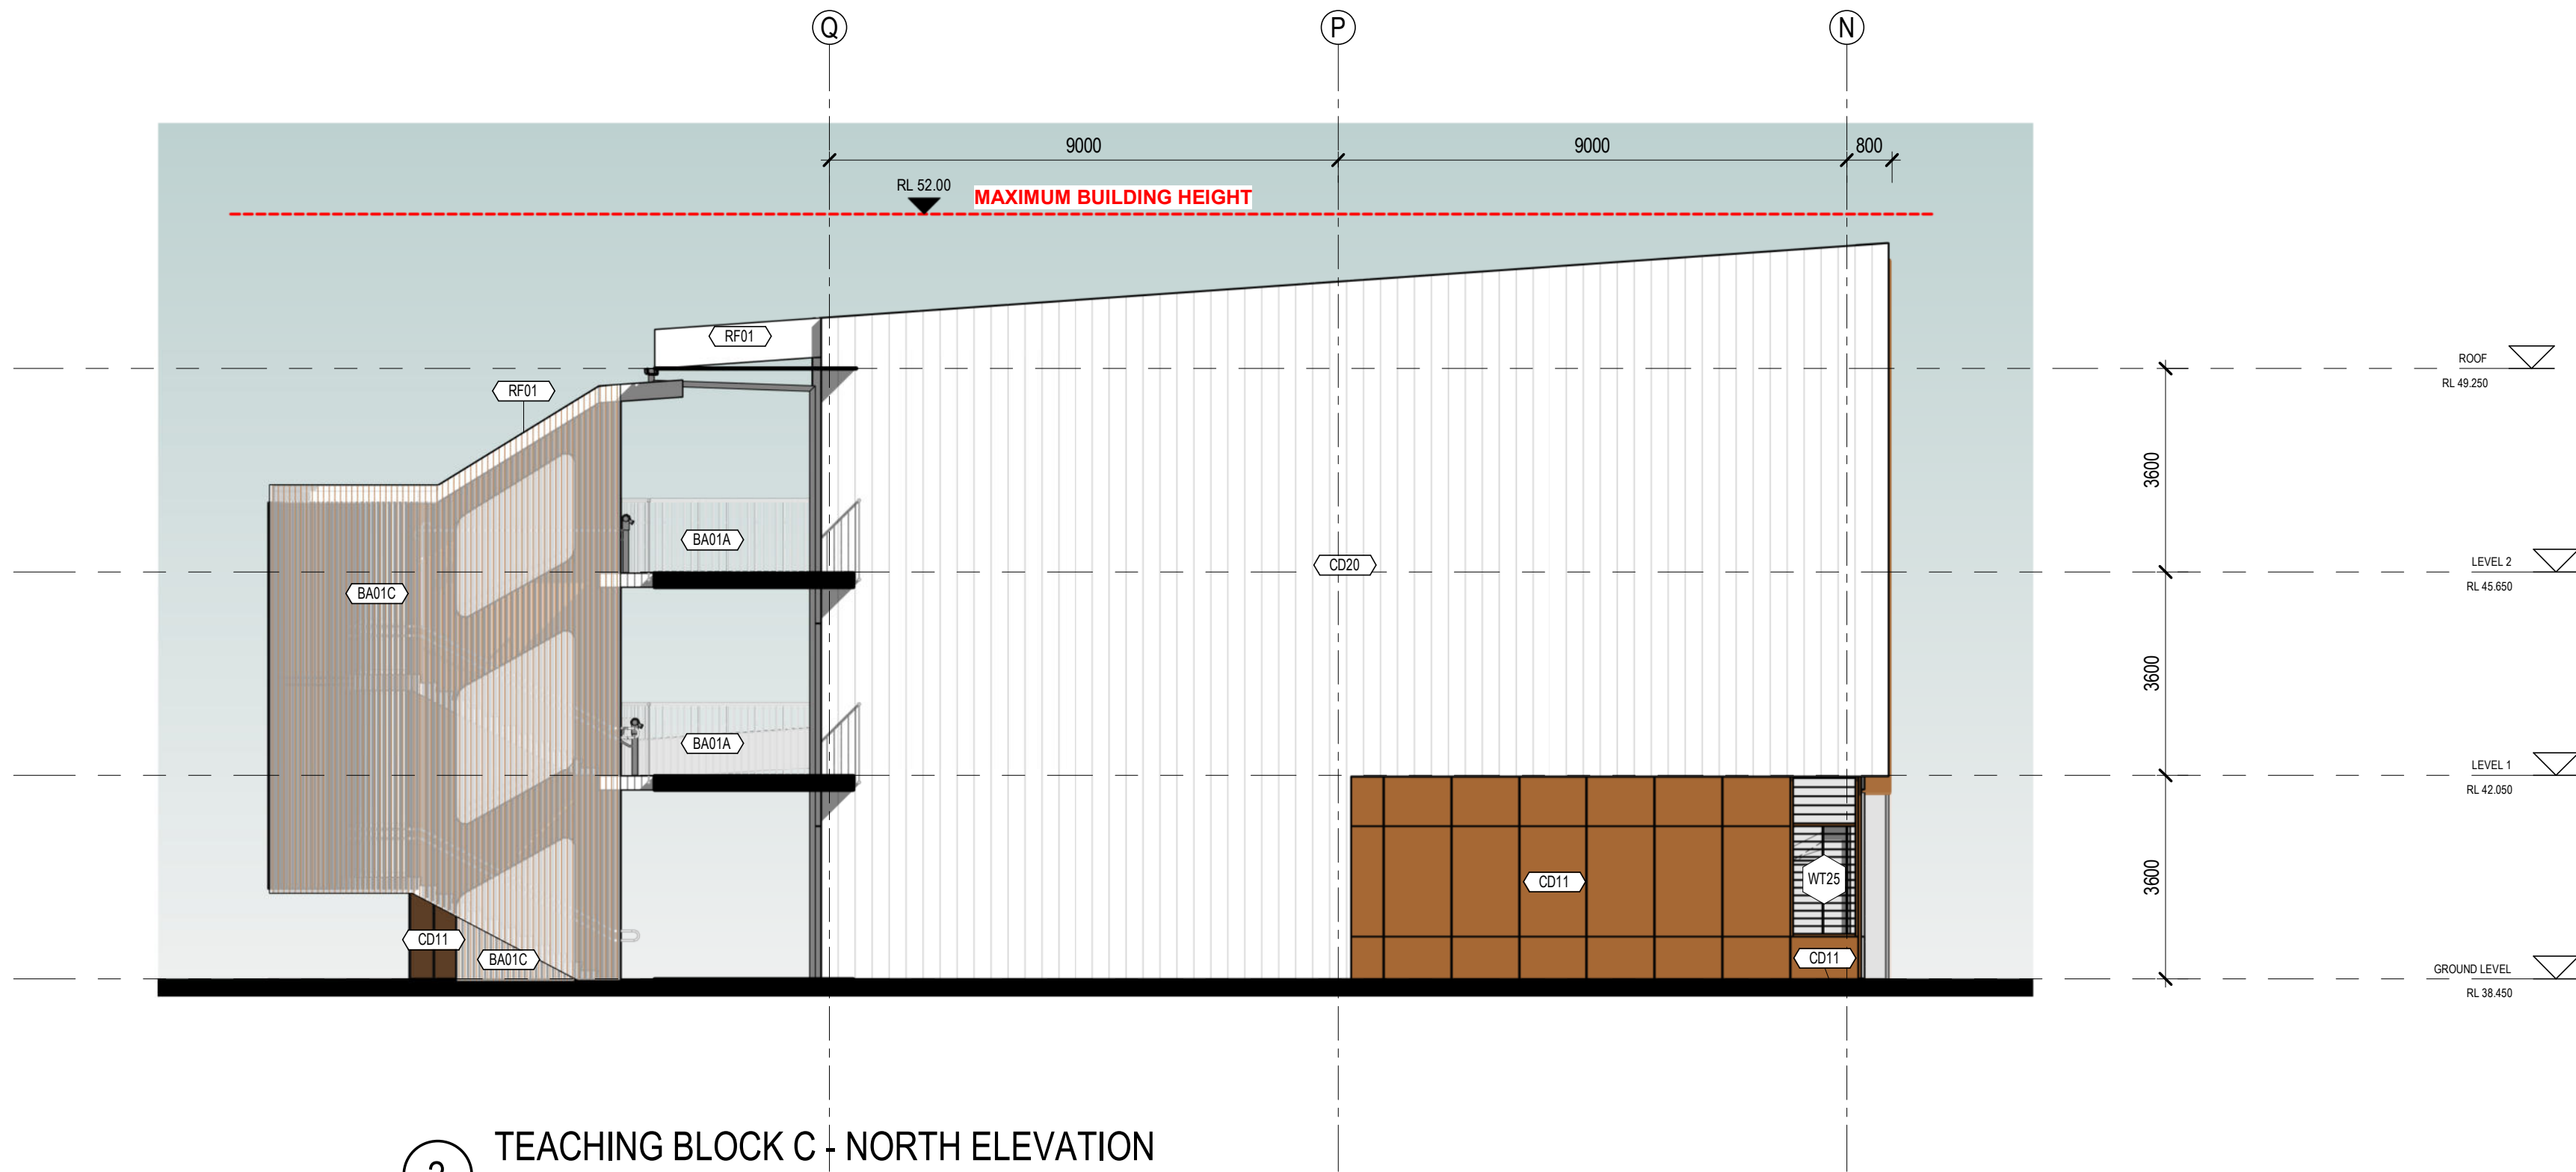 Q
P
N
9000
9000
800
RL 52.00
MAXIMUM BUILDING HEIGHT
RF01
ROOF
RL 49.250
RF01
3600
BA01A
LEVEL 2
CD20
RL 45.650
BA01C
3600
BA01A
LEVEL 1
RL 42.050
3600
CD11
WT25
CD11
BA01C
CD11
GROUND LEVEL
RL 38.450
TEACHING BLOCK C - NORTH ELEVATION